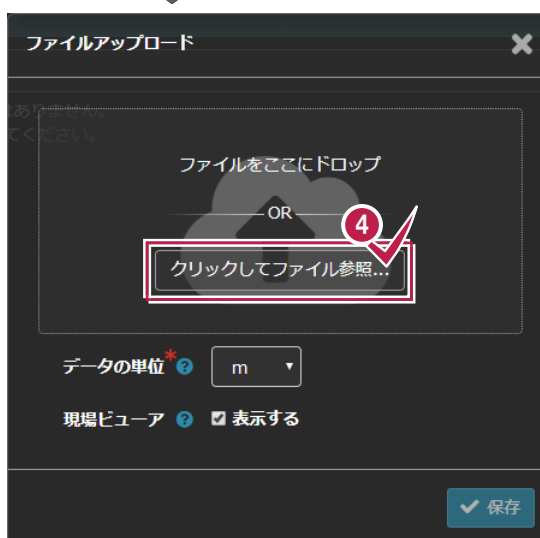 ファイルアップロード
はありません。
てください。
ファイルをここにドロップ
OR
4
クリックしてファイル参照...
データの単位* ? m
現場ビューア ? 表示する
保存